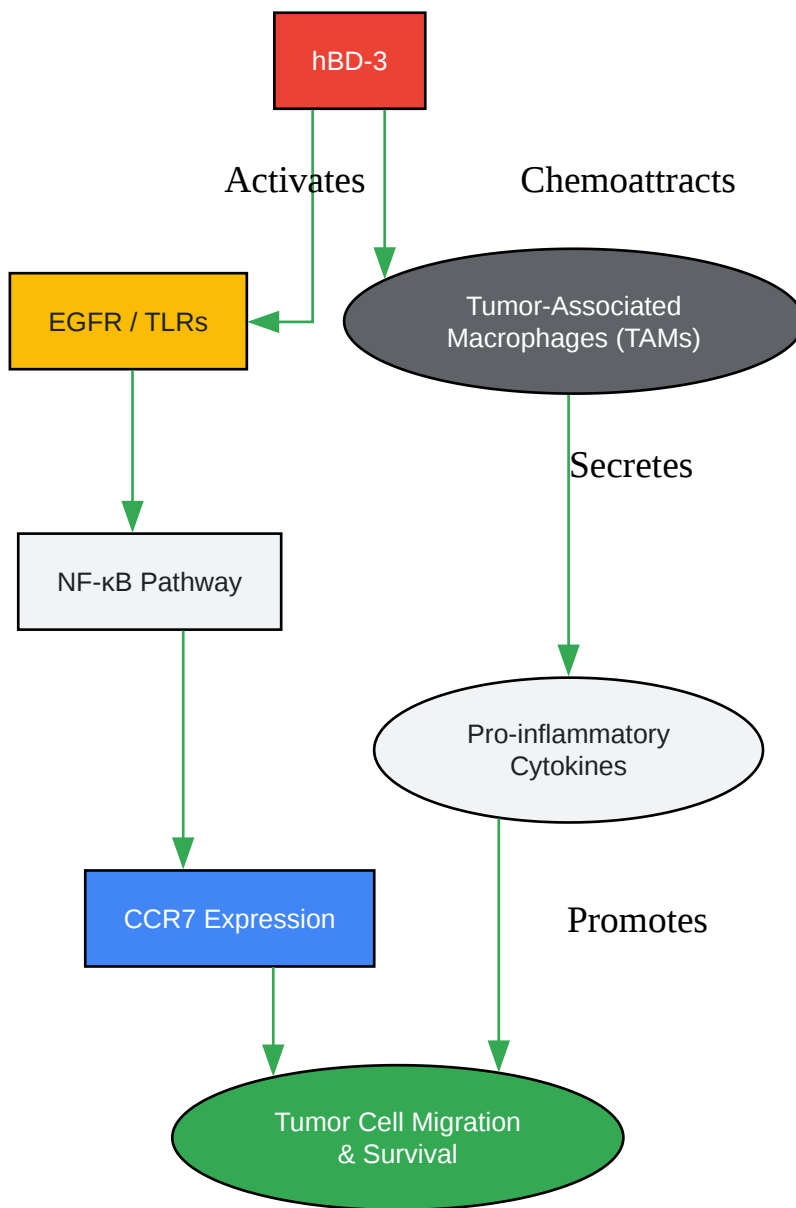 hBD-3
Activates
Chemoattracts
EGFR / TLRs
Tumor-Associated
Macrophages (TAMs)
Secretes
NF-κB Pathway
Pro-inflammatory
Cytokines
CCR7 Expression
Promotes
Tumor Cell Migration
& Survival